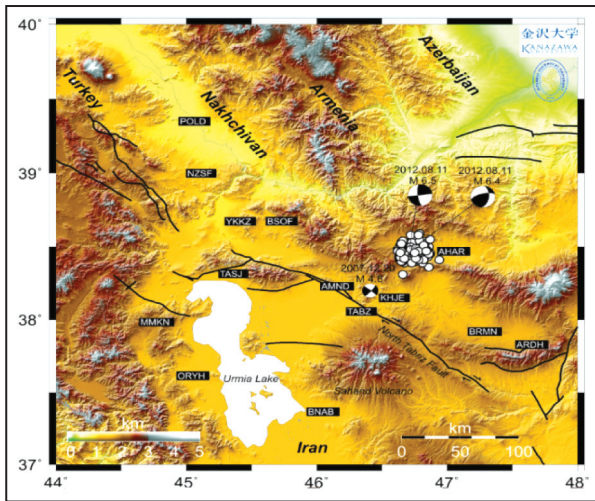 40°
金沢大学
KANAZAWA
Azerbaijan
Turkey
Armenia
Nakhchivan
POLD
39°
NZSF
2012.08.11
M 6.5
2012.08.11
M 6.4
YKKZ
BSOF
AHAR
TASJ
AMND
KHJE
38°
MMKN
TABZ
BRMN
ARDH
North Tabriz Fault
ORYH
Urmia Lake
Sahand Volcano
BNAB
km
km
0 1 2 3 4 5
0 50 100
Iran
37°
44°
45°
46°
47°
48°